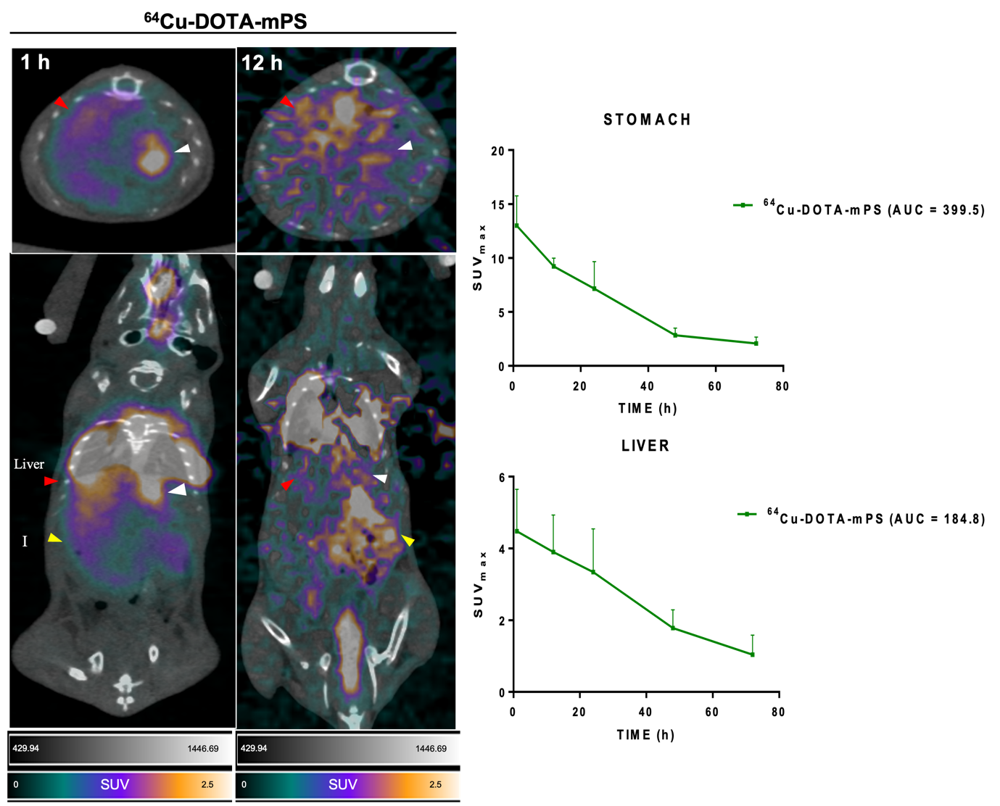 64Cu-DOTA-mPS
1 h
12 h
Liver
I
429.94 1446.69
429.94 1446.69
0 SUV 2.5
0 SUV 2.5
STOMACH
20
15
10
5
0
SUVmax
0 20 40 60 80
TIME (h)
64Cu-DOTA-mPS (AUC = 399.5)
LIVER
6
4
2
0
SUVmax
0 20 40 60 80
TIME (h)
64Cu-DOTA-mPS (AUC = 184.8)